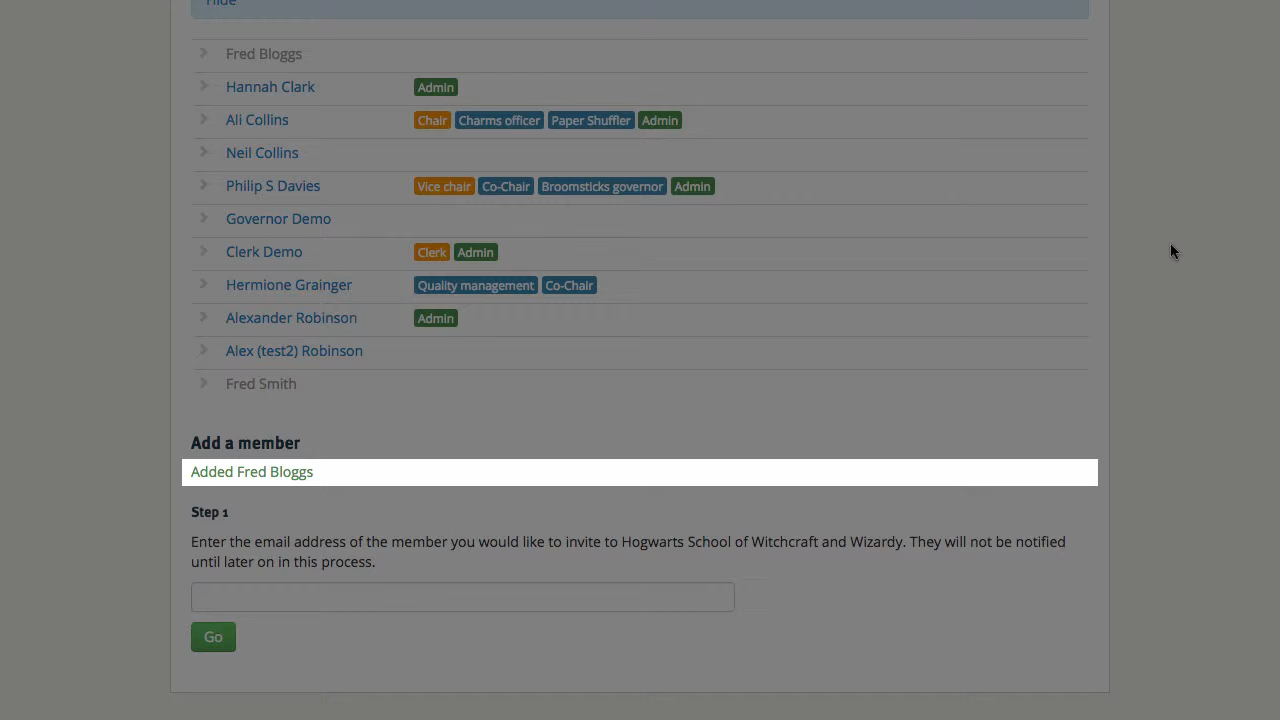 Hide
Fred Bloggs
Hannah Clark Admin
Ali Collins Chair Charms officer Paper Shuffler Admin
Neil Collins
Philip S Davies Vice chair Co-Chair Broomsticks governor Admin
Governor Demo
Clerk Demo Clerk Admin
Hermione Grainger Quality management Co-Chair
Alexander Robinson Admin
Alex (test2) Robinson
Fred Smith
Add a member
Added Fred Bloggs
Step 1
Enter the email address of the member you would like to invite to Hogwarts School of Witchcraft and Wizardy. They will not be notified
until later on in this process.
Go